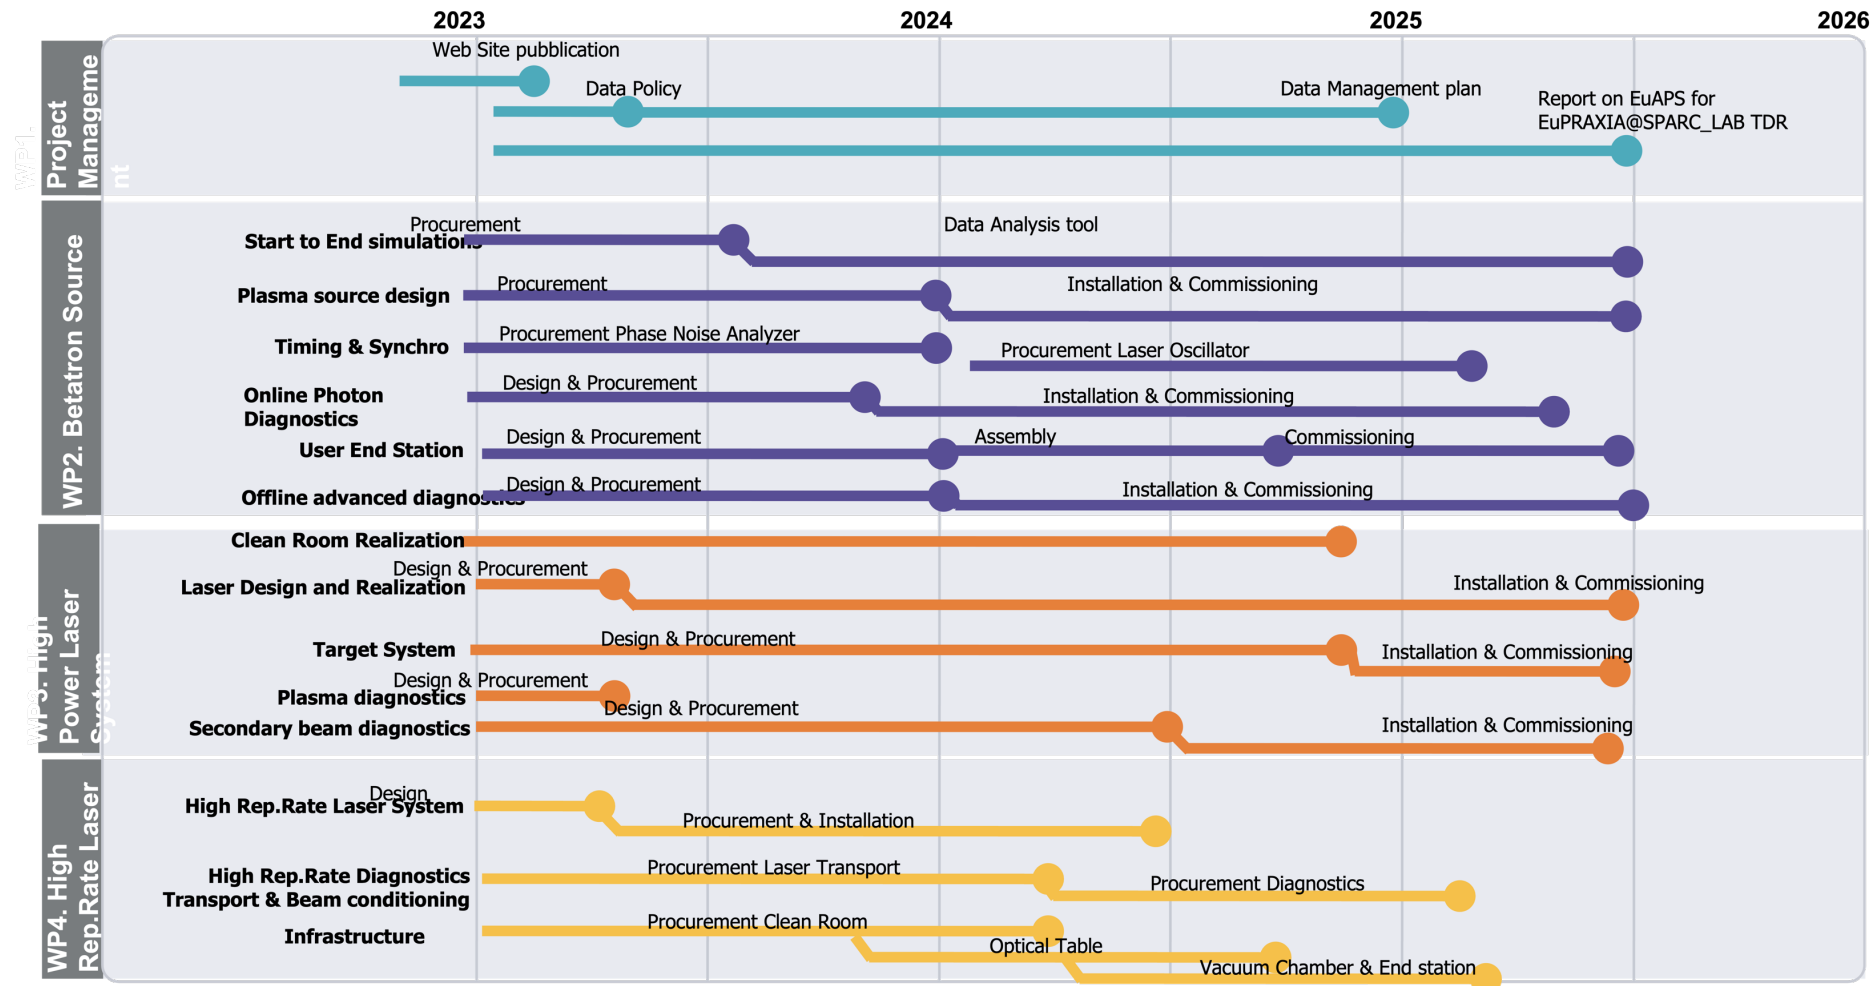 2023
2024
2025
2026
WP1.
Project
Manageme
nt
Web Site pubblication
Data Policy
Data Management plan
Report on EuAPS for
EuPRAXIA@SPARC_LAB TDR
WP2. Betatron Source
Procurement
Start to End simulations
Data Analysis tool
Plasma source design
Procurement
Installation & Commissioning
Timing & Synchro
Procurement Phase Noise Analyzer
Procurement Laser Oscillator
Online Photon
Diagnostics
Design & Procurement
Installation & Commissioning
User End Station
Design & Procurement
Assembly
Commissioning
Offline advanced diagnostics
Design & Procurement
Installation & Commissioning
WP3. High
Power Laser
System
Clean Room Realization
Design & Procurement
Laser Design and Realization
Installation & Commissioning
Target System
Design & Procurement
Installation & Commissioning
Design & Procurement
Plasma diagnostics
Design & Procurement
Secondary beam diagnostics
Installation & Commissioning
WP4. High
Rep.Rate Laser
Design
High Rep.Rate Laser System
Procurement & Installation
High Rep.Rate Diagnostics
Transport & Beam conditioning
Procurement Laser Transport
Procurement Diagnostics
Infrastructure
Procurement Clean Room
Optical Table
Vacuum Chamber & End station